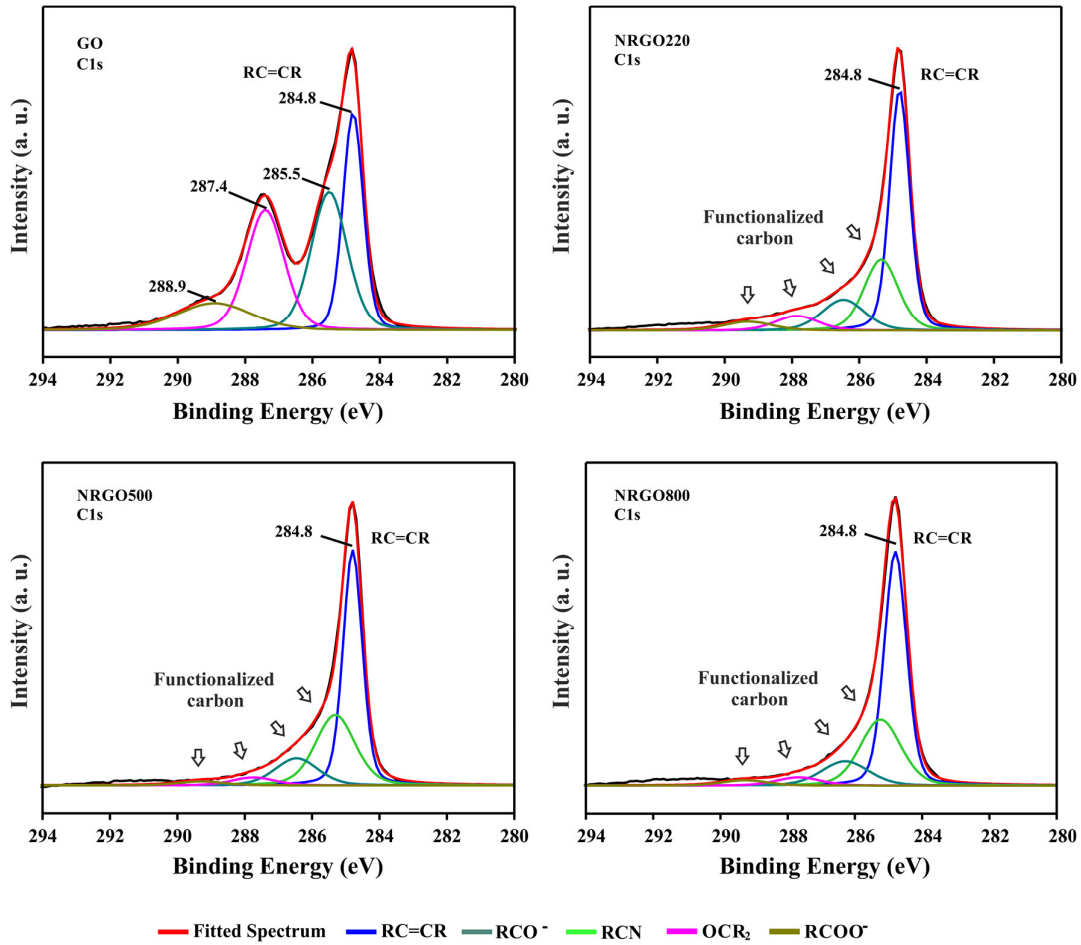 GO
C1s
RC=CR
284.8
285.5
287.4
288.9
Intensity (a. u.)
294 292 290 288 286 284 282 280
Binding Energy (eV)
NRGO220
C1s
284.8
RC=CR
Functionalized
carbon
Intensity (a. u.)
294 292 290 288 286 284 282 280
Binding Energy (eV)
NRGO500
C1s
284.8
RC=CR
Functionalized
carbon
Intensity (a. u.)
294 292 290 288 286 284 282 280
Binding Energy (eV)
NRGO800
C1s
284.8
RC=CR
Functionalized
carbon
Intensity (a. u.)
294 292 290 288 286 284 282 280
Binding Energy (eV)
Fitted Spectrum RC=CR RCO⁻ RCN OCR₂ RCOO⁻